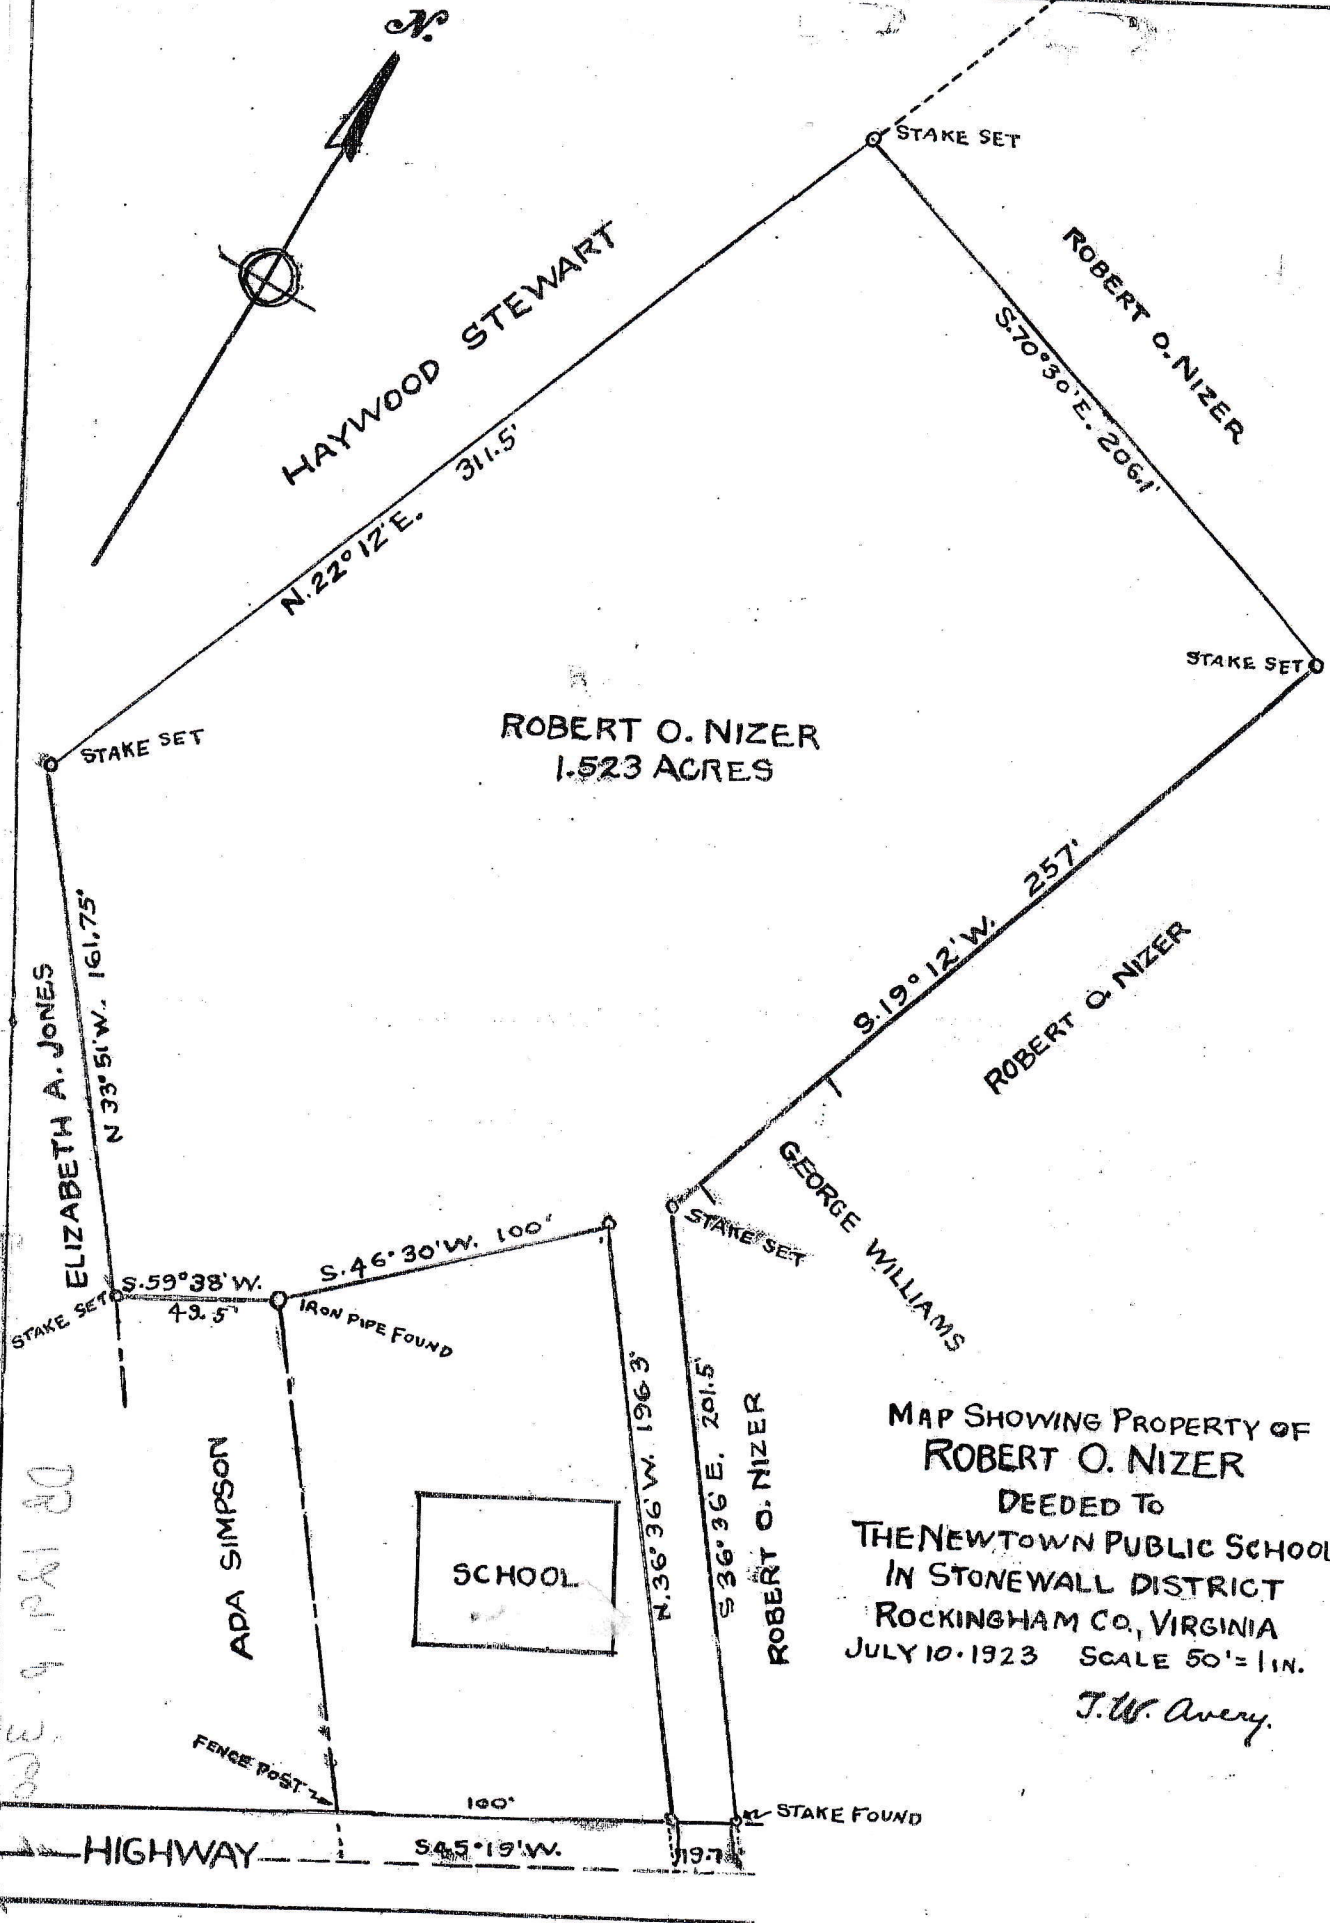 N.
STAKE SET
ROBERT O. NIZER
HAYWOOD STEWART
S.70°30'E. 206.1'
N.22°12'E. 311.5'
STAKE SET
STAKE SET
ROBERT O. NIZER
1.523 ACRES
S.19°12'W. 257'
ROBERT O. NIZER
ELIZABETH A. JONES
N 33°51'W. 161.75'
GEORGE WILLIAMS
STAKE SET
S.46°30'W. 100'
S.59°38'W.
49.5'
STAKE SET
IRON PIPE FOUND
N.36°36'W. 196.3'
S 36°36'E. 201.5'
ROBERT O. NIZER
ADA SIMPSON
SCHOOL
MAP SHOWING PROPERTY OF
ROBERT O. NIZER
DEEDED TO
THE NEWTOWN PUBLIC SCHOOL
IN STONEWALL DISTRICT
ROCKINGHAM CO., VIRGINIA
JULY 10.1923 SCALE 50'=1 IN.
J.W. Avery.
FENCE POST
100'
STAKE FOUND
HIGHWAY
S45°19'W.
19.7'